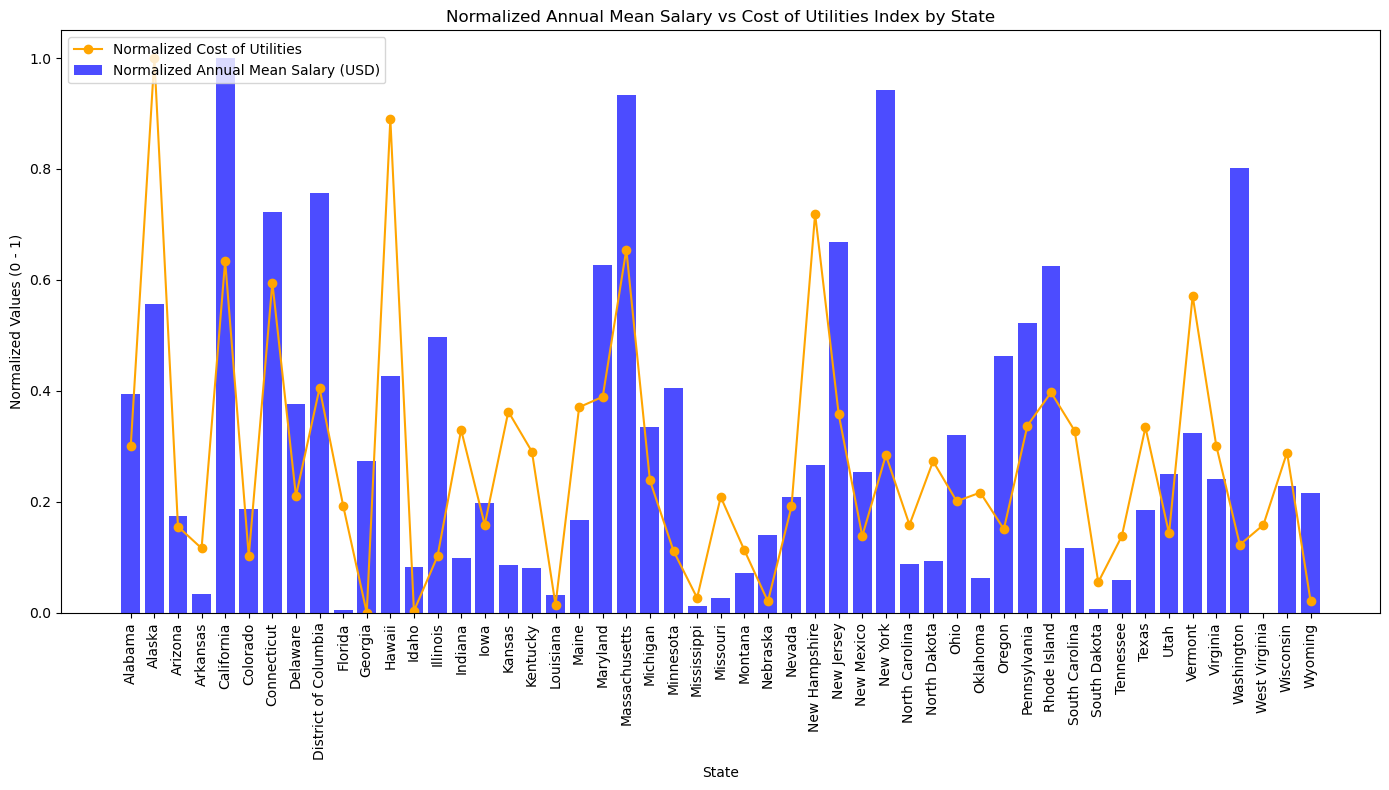 Normalized Annual Mean Salary vs Cost of Utilities Index by State
Normalized Cost of Utilities
Normalized Annual Mean Salary (USD)
Normalized Values (0 - 1)
1.0
0.8
0.6
0.4
0.2
0.0
Alabama
Alaska
Arizona
Arkansas
California
Colorado
Connecticut
Delaware
District of Columbia
Florida
Georgia
Hawaii
Idaho
Illinois
Indiana
Iowa
Kansas
Kentucky
Louisiana
Maine
Maryland
Massachusetts
Michigan
Minnesota
Mississippi
Missouri
Montana
Nebraska
Nevada
New Hampshire
New Jersey
New Mexico
New York
North Carolina
North Dakota
Ohio
Oklahoma
Oregon
Pennsylvania
Rhode Island
South Carolina
South Dakota
Tennessee
Texas
Utah
Vermont
Virginia
Washington
West Virginia
Wisconsin
Wyoming
State